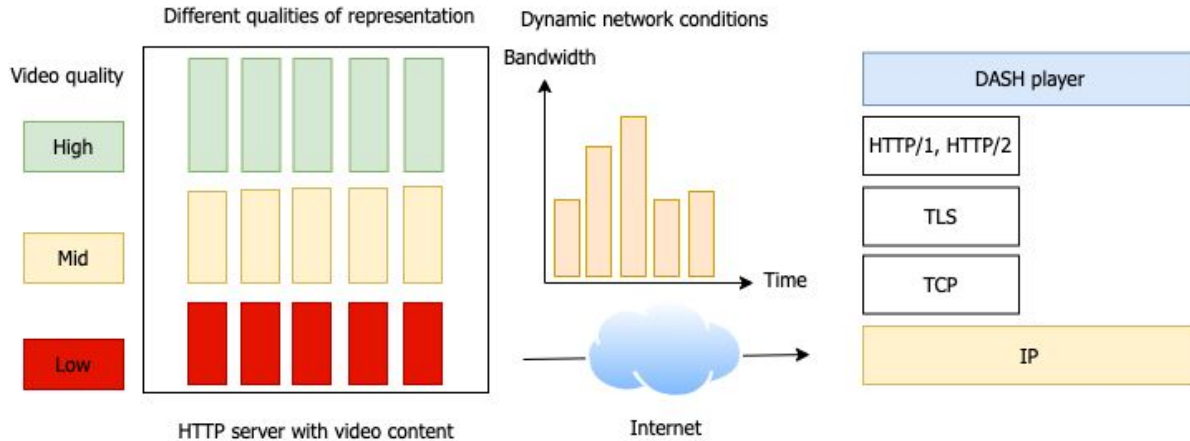 Different qualities of representation
Dynamic network conditions
Video quality
High
Mid
Low
HTTP server with video content
Bandwidth
Time
Internet
DASH player
HTTP/1, HTTP/2
TLS
TCP
IP